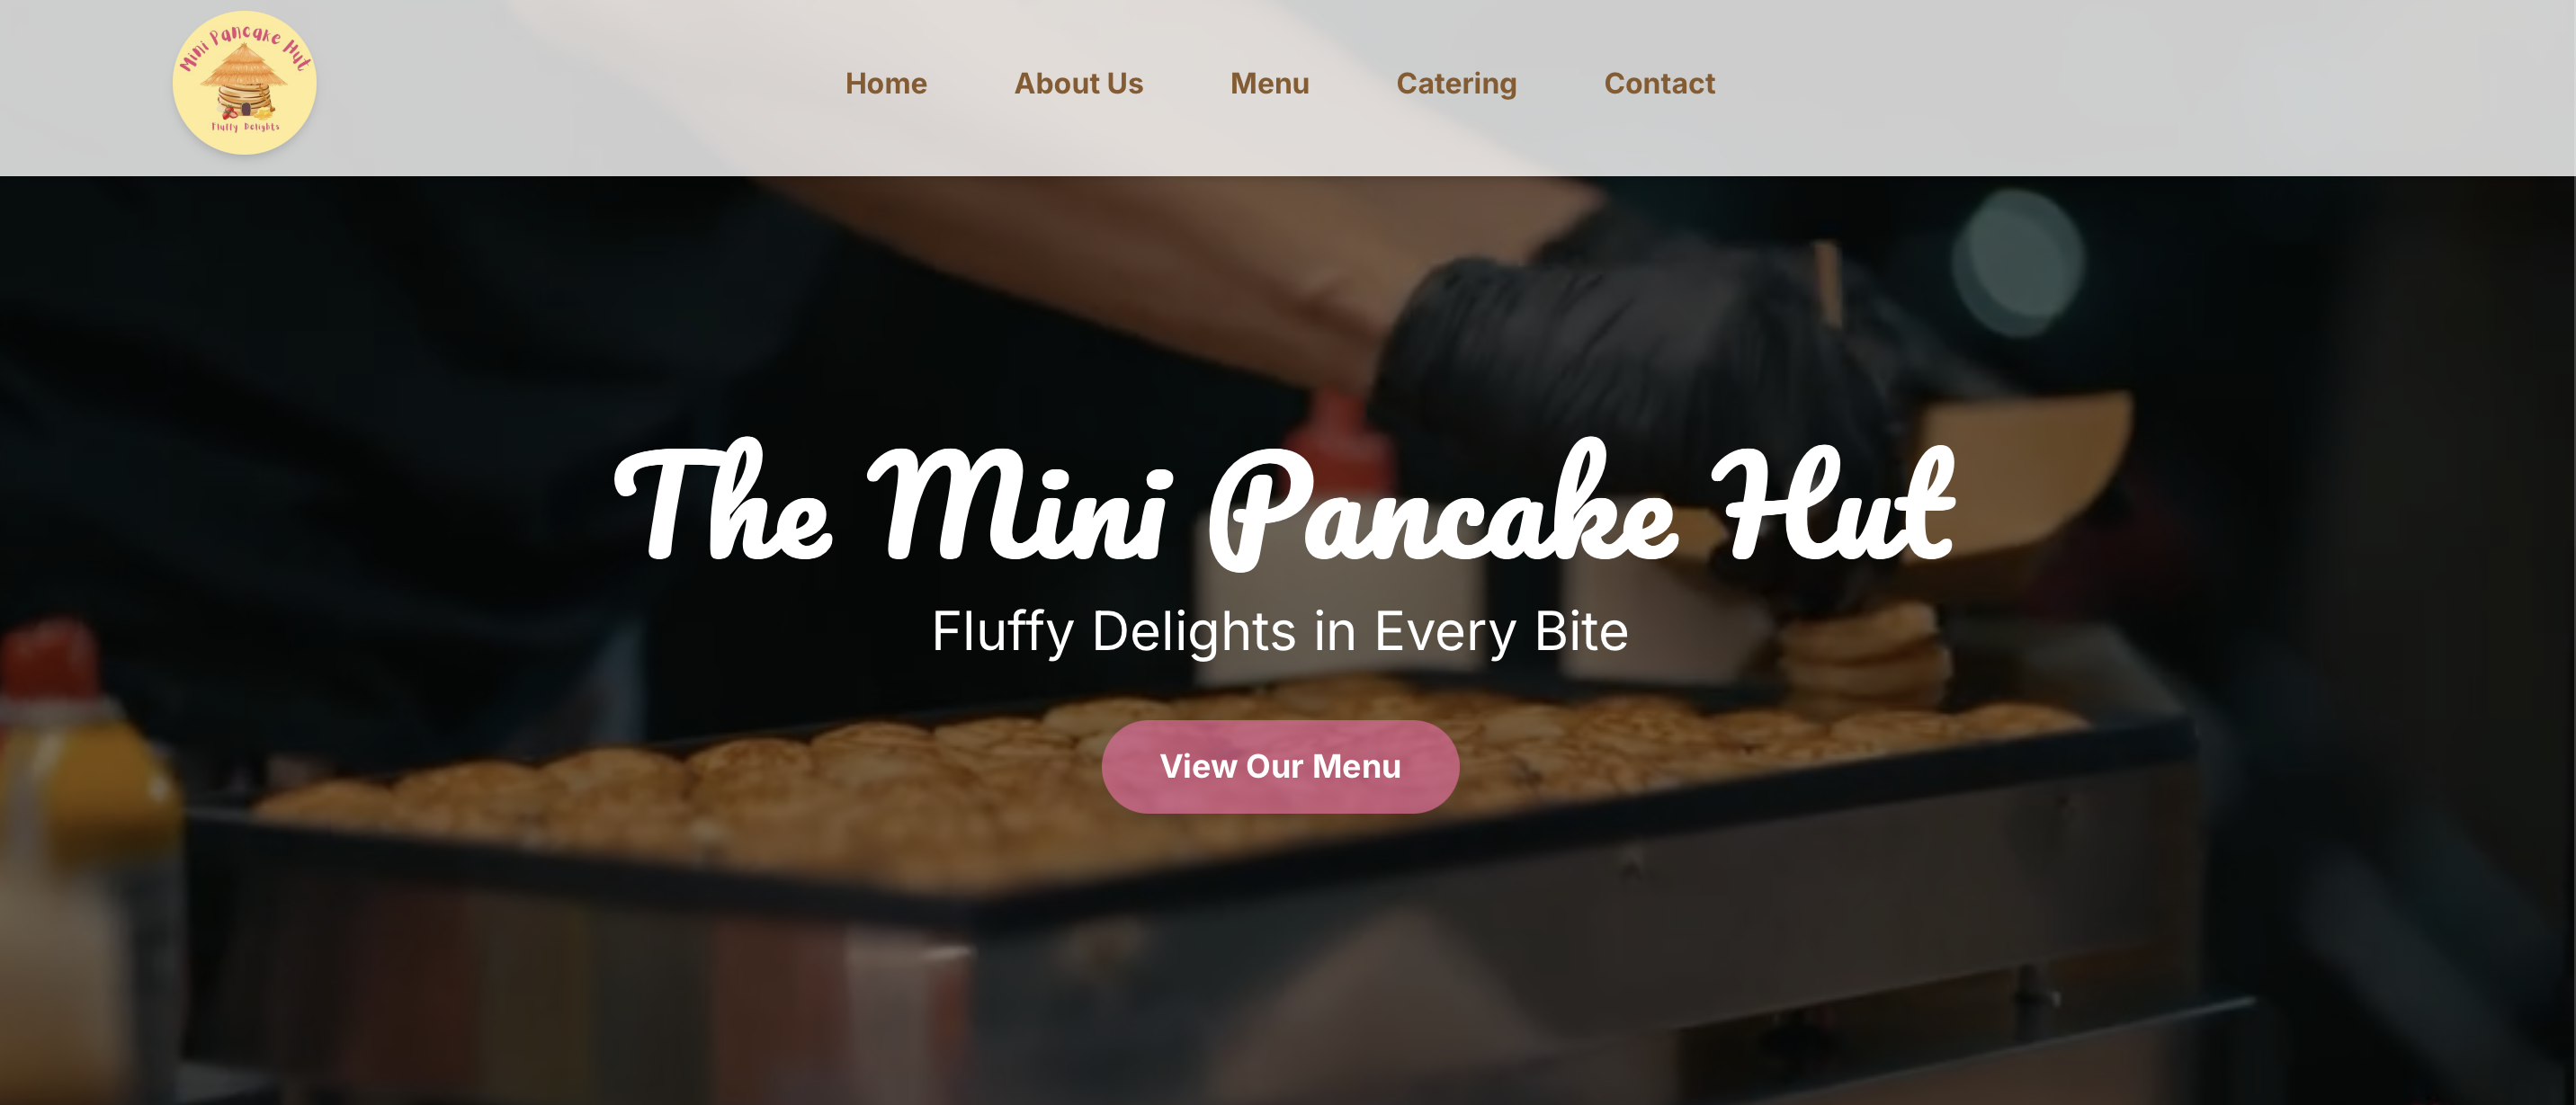 Mini Pancake Hut
Fluffy Delights
Home About Us Menu Catering Contact
The Mini Pancake Hut
Fluffy Delights in Every Bite
View Our Menu